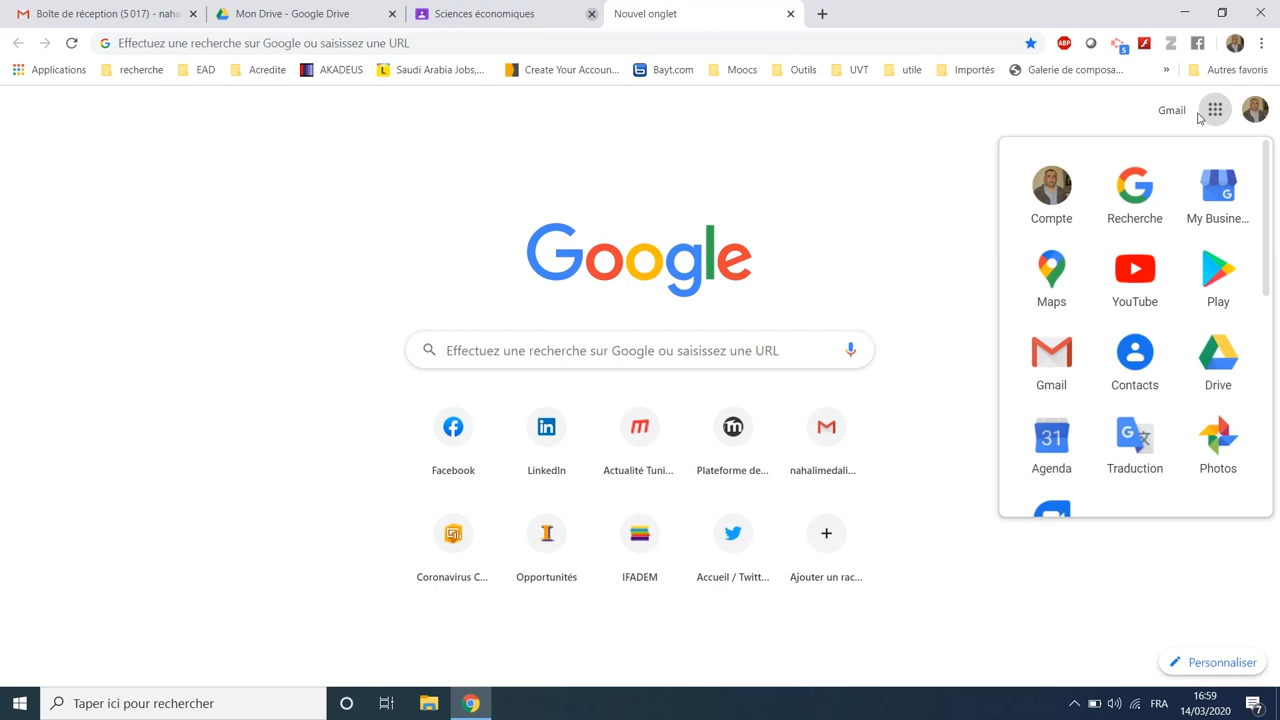 Boîte de réception (5 017) - naha
Mon Drive - Google Drive
Sciences économiques
Nouvel onglet
Effectuez une recherche sur Google ou saisissez une URL
ABP
5
Applications
recherche
EAD
Acredite
AKADEUS
Saudi Arabia Jobs,...
Create Your Accoun...
Bayt.com
Moocs
Outils
UVT
utile
Importés
Galerie de composa...
»
Autres favoris
Gmail
Compte
Recherche
My Busine...
Maps
YouTube
Play
Gmail
Contacts
Drive
31
Agenda
Traduction
Photos
Google
Effectuez une recherche sur Google ou saisissez une URL
Facebook
LinkedIn
Actualité Tuni...
Plateforme de...
nahalimedali...
Coronavirus C...
Opportunités
IFADEM
Accueil / Twitt...
Ajouter un rac...
Personnaliser
Taper ici pour rechercher
FRA
16:59
14/03/2020
7